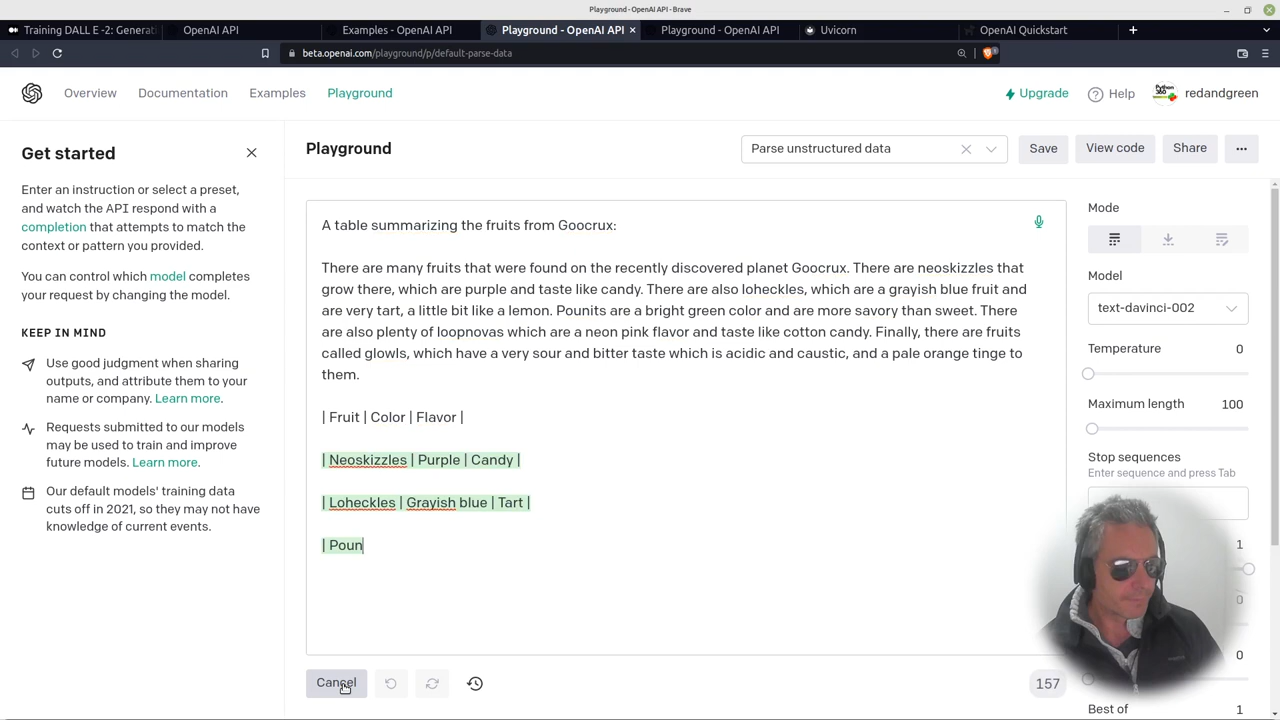 Playground - OpenAI API - Brave
Training DALL E -2: Generat
OpenAI API
Examples - OpenAI API
Playground - OpenAI API
Playground - OpenAI API
Uvicorn
OpenAI Quickstart
beta.openai.com/playground/p/default-parse-data
Overview
Documentation
Examples
Playground
Upgrade
Help
redandgreen
Get started
Enter an instruction or select a preset,
and watch the API respond with a
completion that attempts to match the
context or pattern you provided.
You can control which model completes
your request by changing the model.
KEEP IN MIND
Use good judgment when sharing
outputs, and attribute them to your
name or company. Learn more.
Requests submitted to our models
may be used to train and improve
future models. Learn more.
Our default models' training data
cuts off in 2021, so they may not have
knowledge of current events.
Playground
Parse unstructured data
Save
View code
Share
...
A table summarizing the fruits from Goocrux:
There are many fruits that were found on the recently discovered planet Goocrux. There are neoskizzles that
grow there, which are purple and taste like candy. There are also loheckles, which are a grayish blue fruit and
are very tart, a little bit like a lemon. Pounits are a bright green color and are more savory than sweet. There
are also plenty of loopnovas which are a neon pink flavor and taste like cotton candy. Finally, there are fruits
called glowls, which have a very sour and bitter taste which is acidic and caustic, and a pale orange tinge to
them.
| Fruit | Color | Flavor |
| Neoskizzles | Purple | Candy |
| Loheckles | Grayish blue | Tart |
| Poun
Cancel
157
Mode
Model
text-davinci-002
Temperature 0
Maximum length 100
Stop sequences
Enter sequence and press Tab
1
0
0
Best of 1